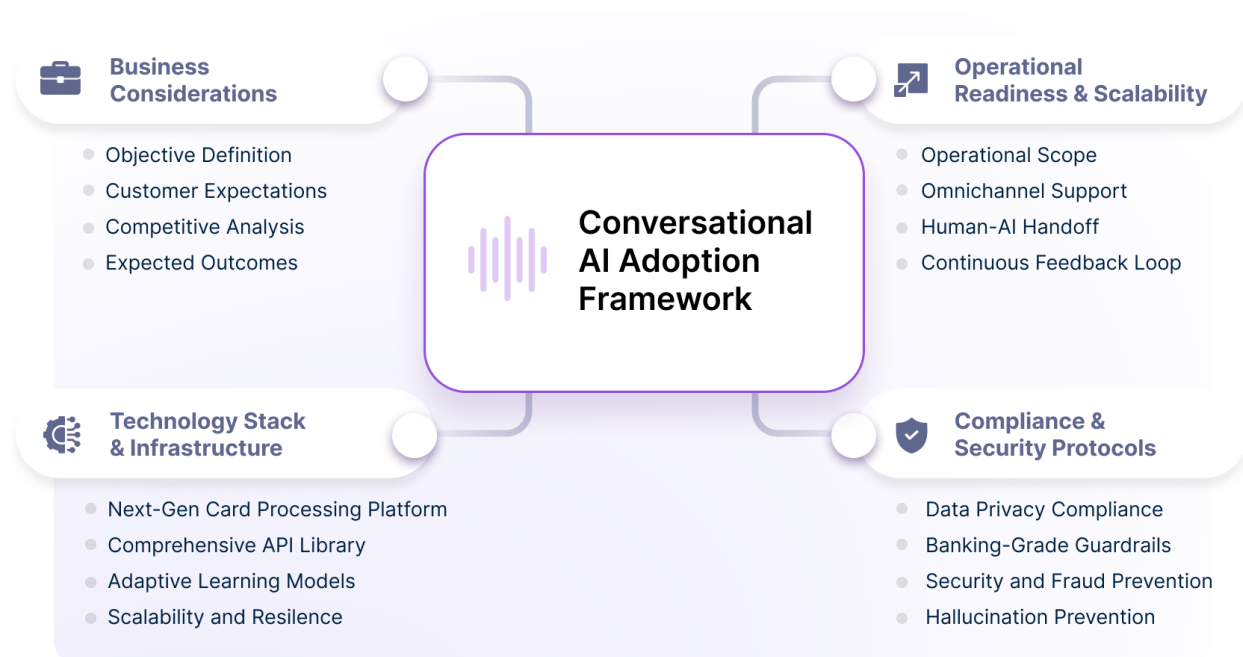 Business
Considerations
Objective Definition
Customer Expectations
Competitive Analysis
Expected Outcomes
Operational
Readiness & Scalability
Operational Scope
Omnichannel Support
Human-AI Handoff
Continuous Feedback Loop
Conversational
AI Adoption
Framework
Technology Stack
& Infrastructure
Next-Gen Card Processing Platform
Comprehensive API Library
Adaptive Learning Models
Scalability and Resilence
Compliance &
Security Protocols
Data Privacy Compliance
Banking-Grade Guardrails
Security and Fraud Prevention
Hallucination Prevention